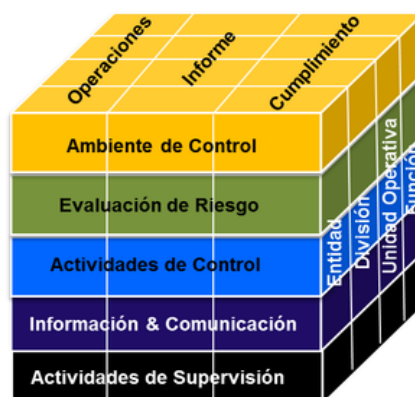 Operaciones
Informe
Cumplimiento
Ambiente de Control
Evaluación de Riesgo
Actividades de Control
Información & Comunicación
Actividades de Supervisión
Entidad
División
Unidad Operativa
Función